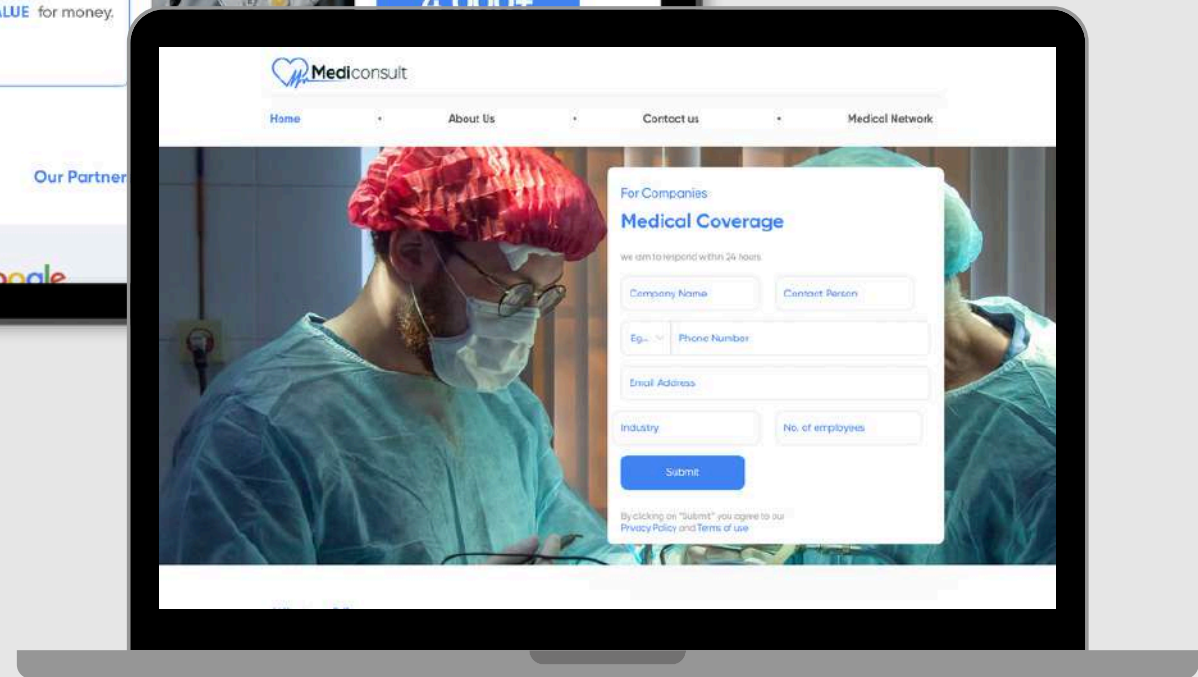 ALUE for money.
About
Our Partner
oogle
Mediconsult
Home • About Us • Contact us • Medical Network
For Companies
Medical Coverage
we aim to respond within 24 hours
Company Name
Contact Person
Eg... Phone Number
Email Address
Industry
No. of employees
Submit
By clicking on "Submit" you agree to our
Privacy Policy and Terms of use